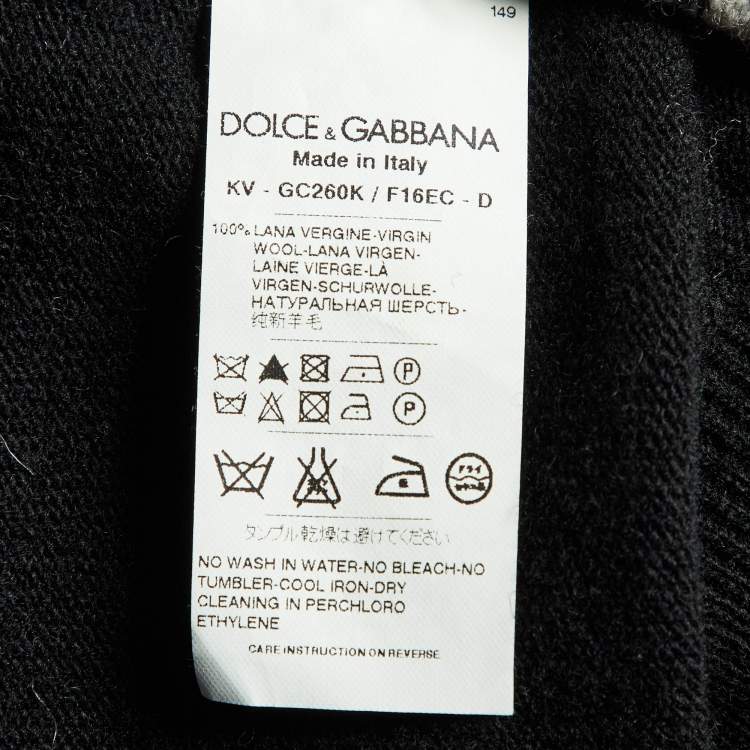 149
DOLCE & GABBANA
Made in Italy
KV - GC260K / F16EC - D
100% LANA VERGINE-VIRGIN
WOOL-LANA VIRGEN-
LAINE VIERGE-LÀ
VIRGEN-SCHURWOLLE-
НАТУРАЛЬНАЯ ШЕРСТЬ-
纯新羊毛
P
P
ドライ
タンブル乾燥は避けてください
NO WASH IN WATER-NO BLEACH-NO
TUMBLER-COOL IRON-DRY
CLEANING IN PERCHLORO
ETHYLENE
CARE INSTRUCTION ON REVERSE